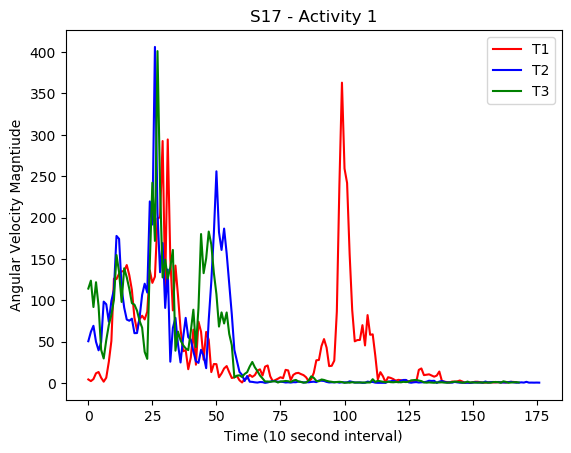 S17 - Activity 1
T1
T2
T3
400
350
300
250
200
150
100
50
0
Angular Velocity Magntiude
0 25 50 75 100 125 150 175
Time (10 second interval)